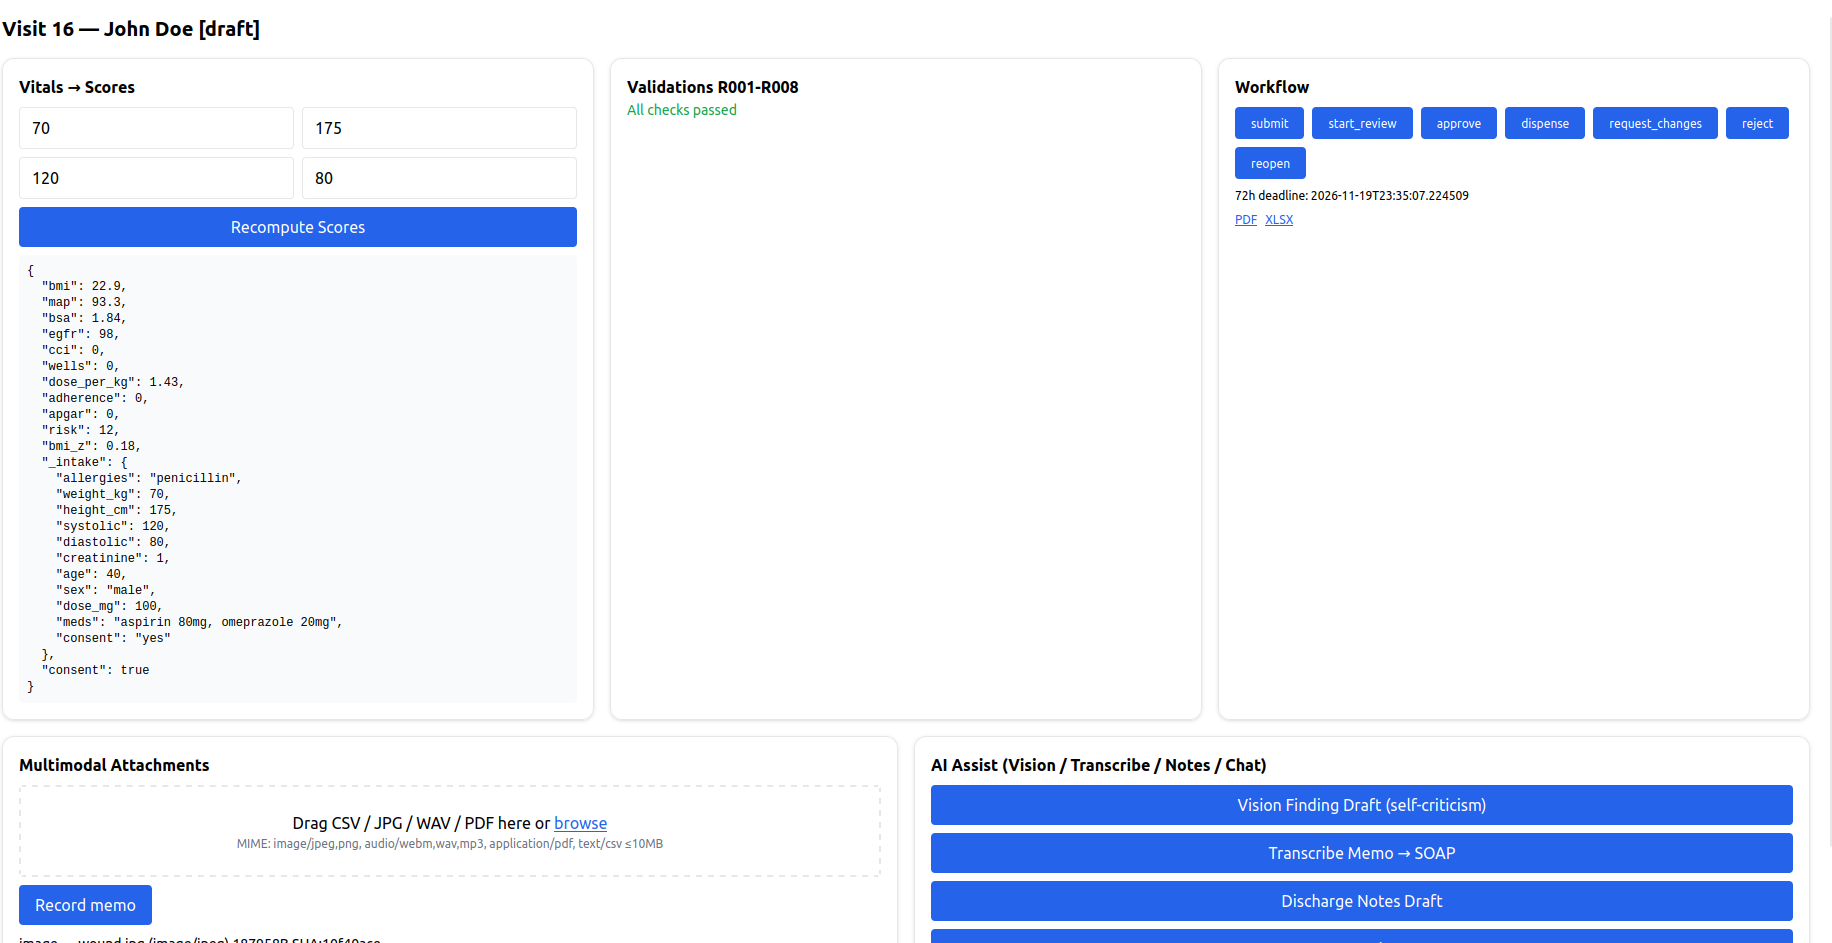 Visit 16 — John Doe [draft]
Vitals → Scores
70
175
120
80
Recompute Scores
{
  "bmi": 22.9,
  "map": 93.3,
  "bsa": 1.84,
  "egfr": 98,
  "cci": 0,
  "wells": 0,
  "dose_per_kg": 1.43,
  "adherence": 0,
  "apgar": 0,
  "risk": 12,
  "bmi_z": 0.18,
  "_intake": {
    "allergies": "penicillin",
    "weight_kg": 70,
    "height_cm": 175,
    "systolic": 120,
    "diastolic": 80,
    "creatinine": 1,
    "age": 40,
    "sex": "male",
    "dose_mg": 100,
    "meds": "aspirin 80mg, omeprazole 20mg",
    "consent": "yes"
  },
  "consent": true
}
Validations R001-R008
All checks passed
Workflow
submit
start_review
approve
dispense
request_changes
reject
reopen
72h deadline: 2026-11-19T23:35:07.224509
PDF XLSX
Multimodal Attachments
Drag CSV / JPG / WAV / PDF here or browse
MIME: image/jpeg,png, audio/webm,wav,mp3, application/pdf, text/csv ≤10MB
Record memo
AI Assist (Vision / Transcribe / Notes / Chat)
Vision Finding Draft (self-criticism)
Transcribe Memo → SOAP
Discharge Notes Draft